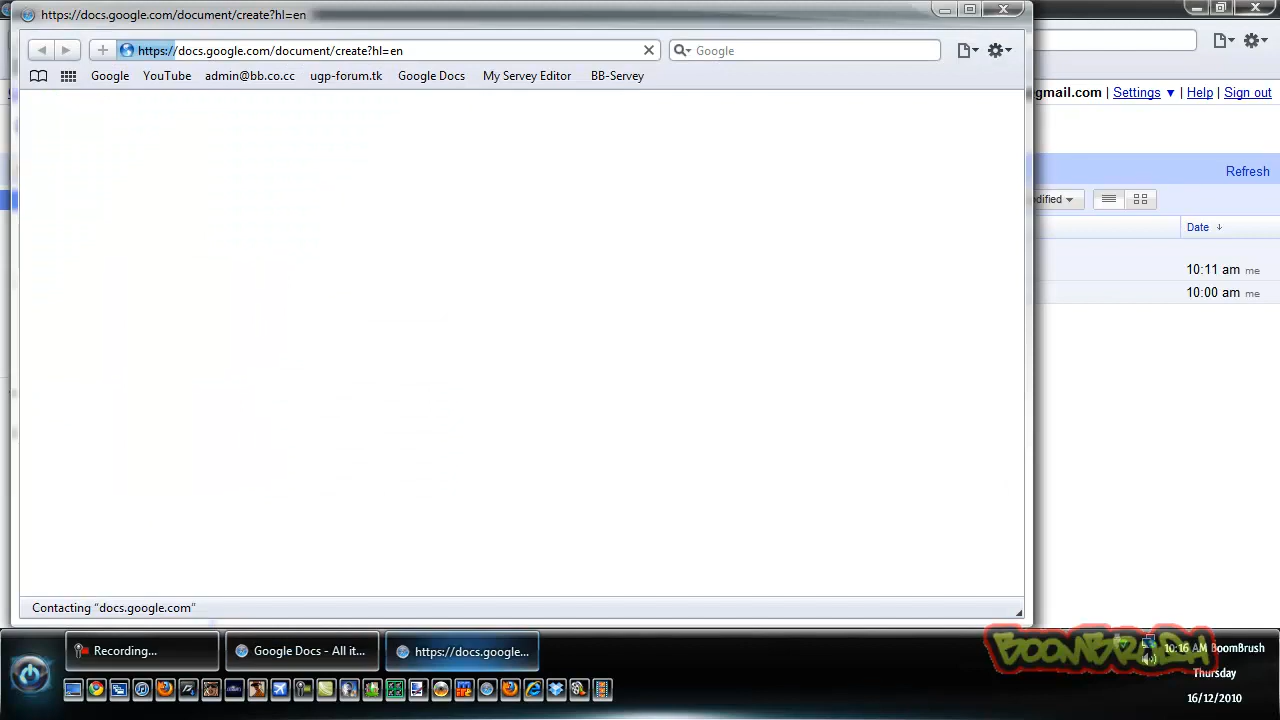 https://docs.google.com/document/create?hl=en
https://docs.google.com/document/create?hl=en
Google
Google YouTube admin@bb.co.cc ugp-forum.tk Google Docs My Servey Editor BB-Servey
gmail.com | Settings ▼ | Help | Sign out
Refresh
dified
Date ↓
10:11 am me
10:00 am me
Contacting "docs.google.com"
Recording...
Google Docs - All it...
https://docs.google...
BOOMBRUSH
10:16 AM BoomBrush
Thursday
16/12/2010